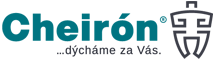 Cheirón®
...dýcháme za Vás.